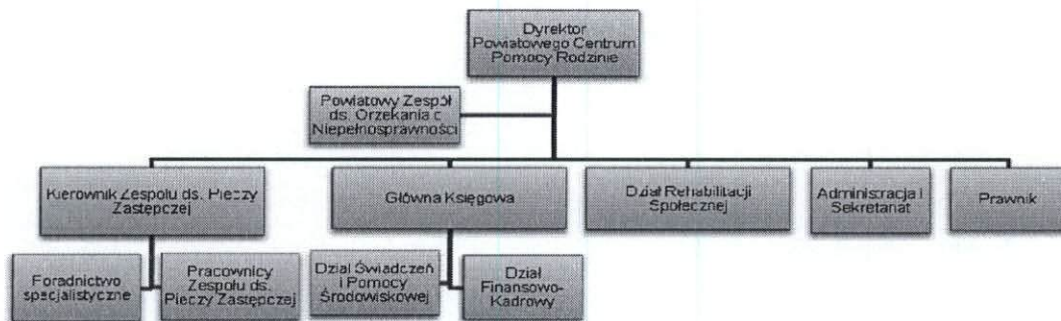 Dyrektor
Powiatowego Centrum
Pomocy Rodzinie
Powiatowy Zespół
ds. Orzekania o
Niepełnosprawności
Kierownik Zespołu ds. Pieczy
Zastępczej
Główna Księgowa
Dział Rehabilitacji
Społecznej
Administracja i
Sekretariat
Prawnik
Poradnictwo
specjalistyczne
Pracownicy
Zespołu ds.
Pieczy Zastępczej
Dział Świadczeń
i Pomocy
Środowiskowej
Dział
Finansowo-
Kadrowy